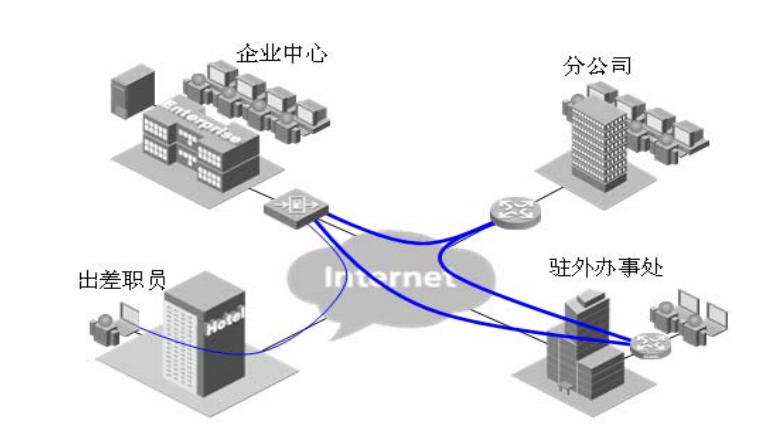 企业中心
分公司
Enterprise
Internet
出差职员
驻外办事处
Hotel